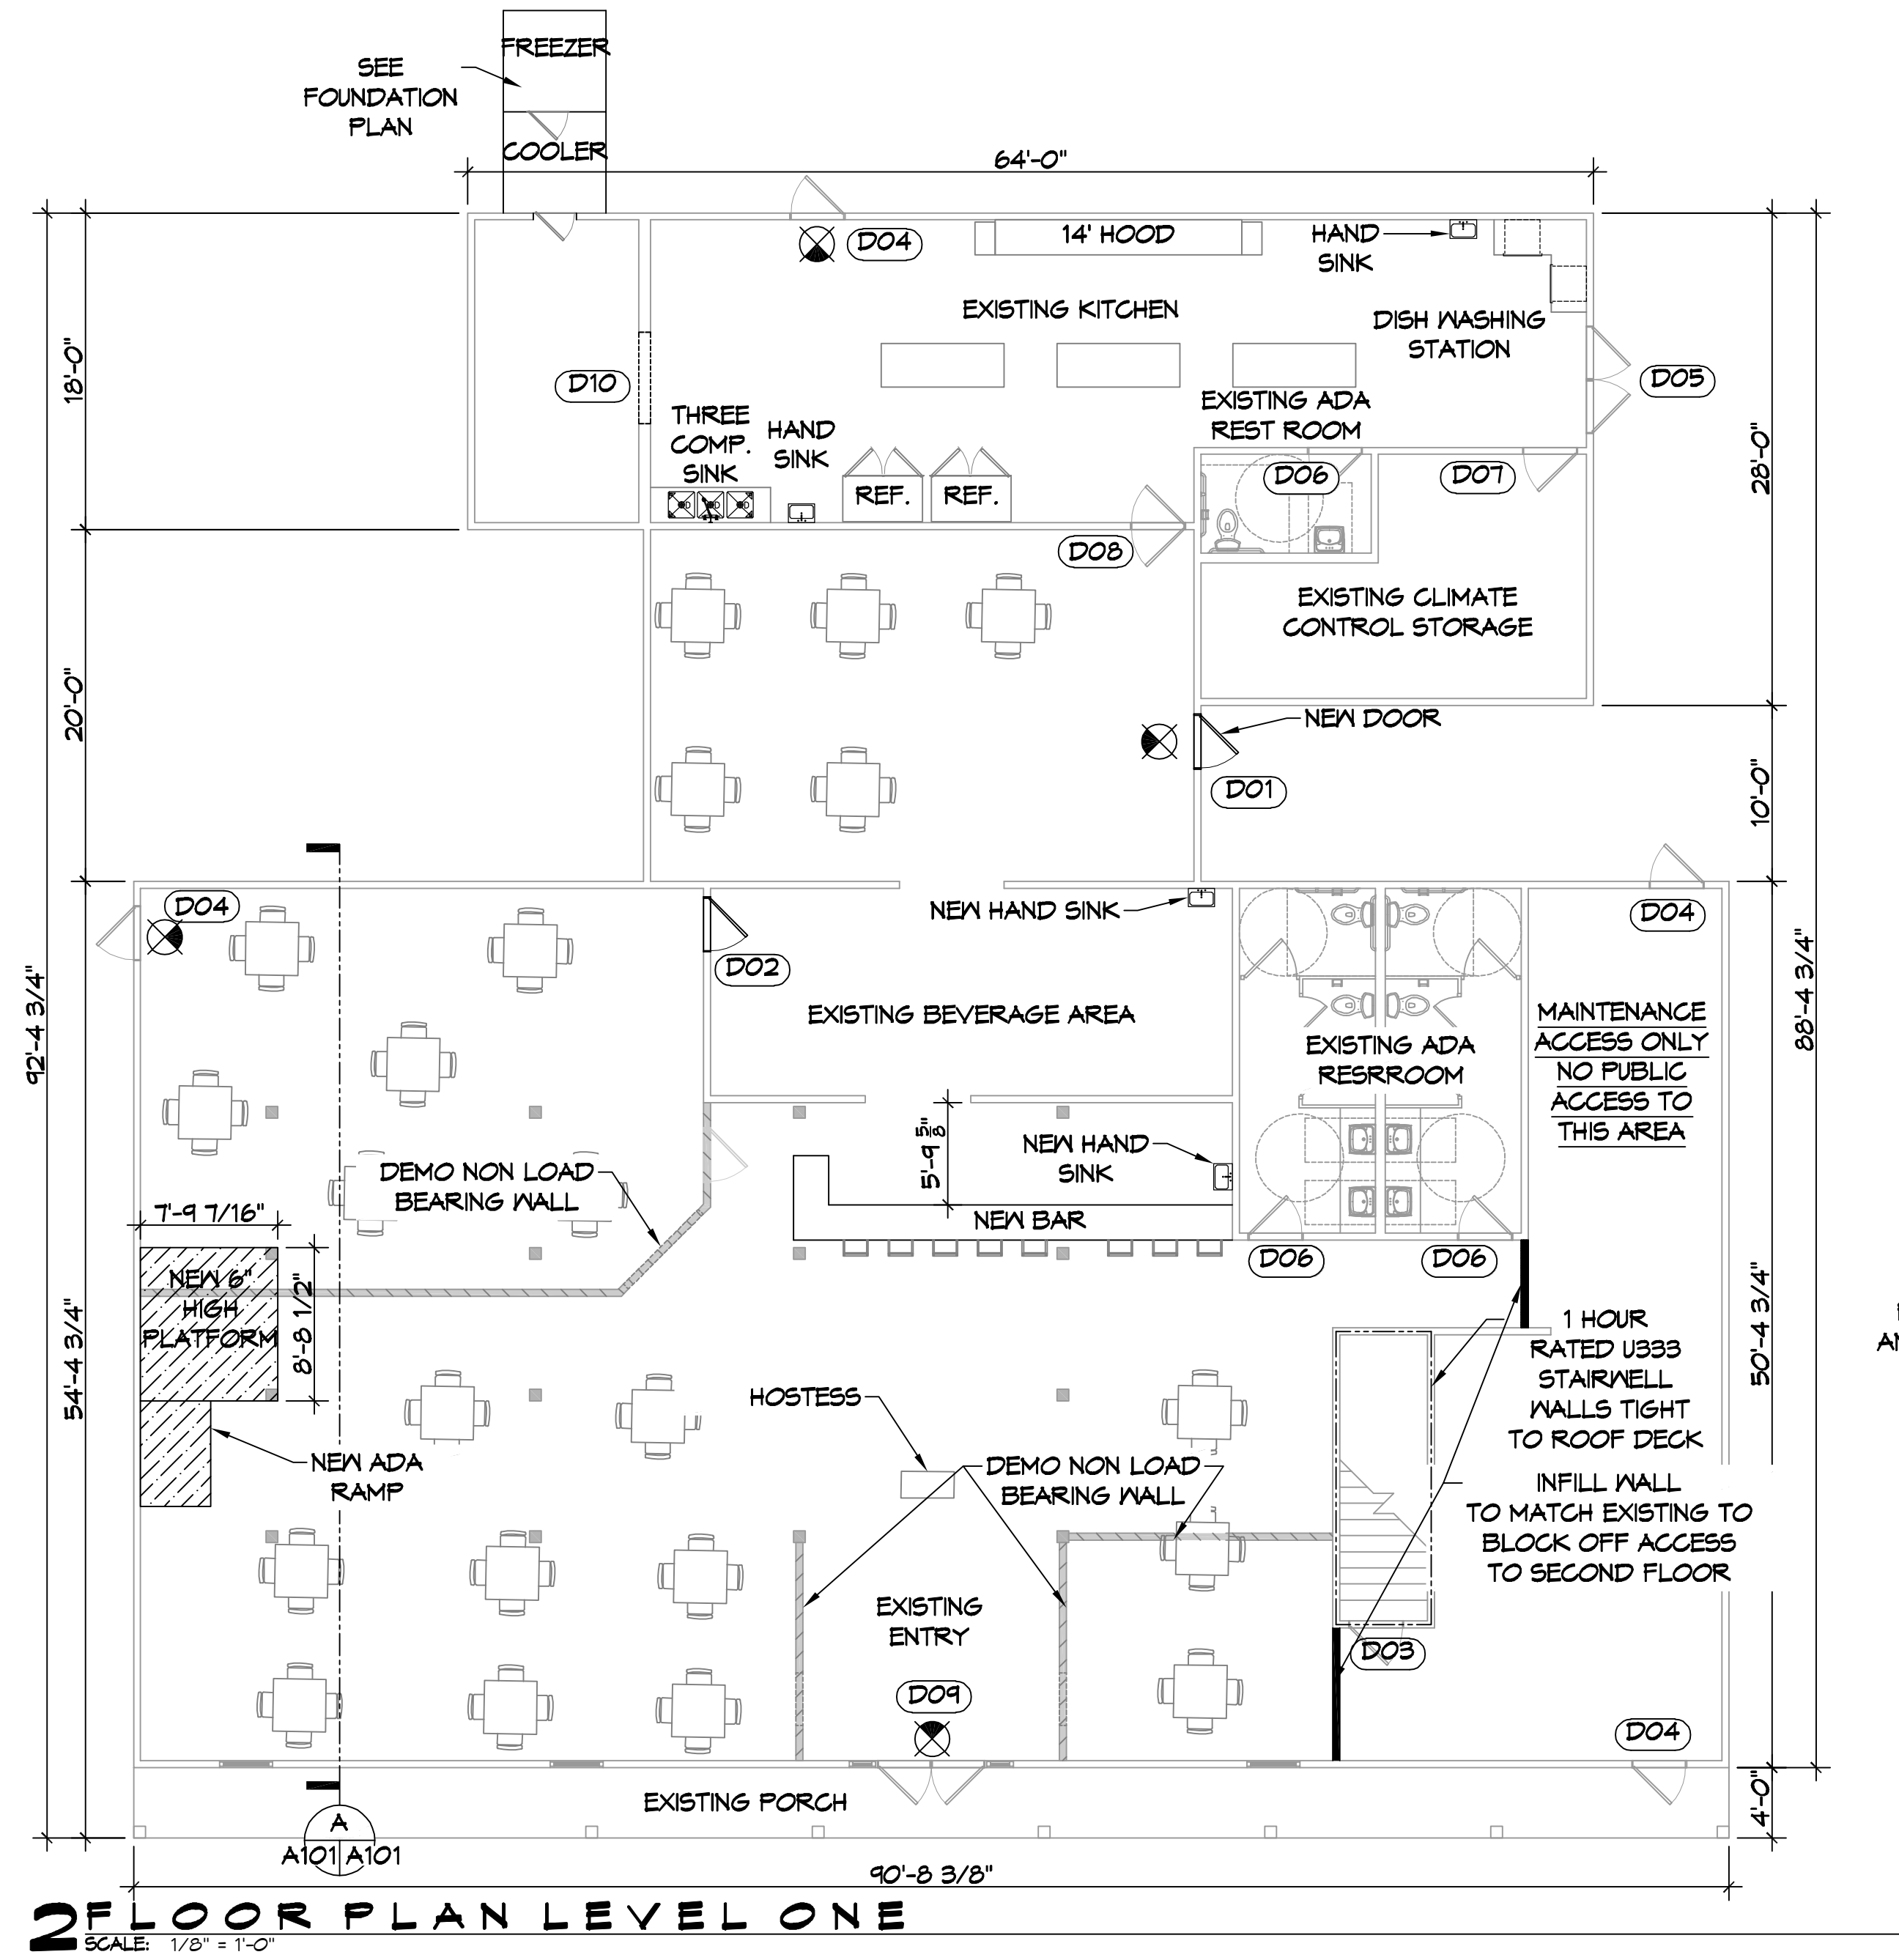 FREEZER
SEE
FOUNDATION
PLAN
COOLER
64'-0"
D04
14' HOOD
HAND
SINK
EXISTING KITCHEN
DISH WASHING
STATION
18'-0"
D10
D05
THREE
COMP.
SINK
HAND
SINK
EXISTING ADA
REST ROOM
28'-0"
REF.
REF.
D06
D07
D08
EXISTING CLIMATE
CONTROL STORAGE
20'-0"
NEW DOOR
D01
10'-0"
D04
NEW HAND SINK
D04
D02
92'-4 3/4"
88'-4 3/4"
EXISTING BEVERAGE AREA
MAINTENANCE
ACCESS ONLY
NO PUBLIC
ACCESS TO
THIS AREA
EXISTING ADA
RESRROOM
5'-9 5/8"
NEW HAND
SINK
DEMO NON LOAD
BEARING WALL
7'-9 7/16"
NEW BAR
D06
D06
NEW 6"
HIGH
PLATFORM
8'-8 1/2"
54'-4 3/4"
50'-4 3/4"
1 HOUR
RATED U333
STAIRWELL
WALLS TIGHT
TO ROOF DECK
AN
HOSTESS
NEW ADA
RAMP
DEMO NON LOAD
BEARING WALL
INFILL WALL
TO MATCH EXISTING TO
BLOCK OFF ACCESS
TO SECOND FLOOR
EXISTING
ENTRY
D03
D09
D04
EXISTING PORCH
4'-0"
A
A101 A101
90'-8 3/8"
2 FLOOR PLAN LEVEL ONE
SCALE: 1/8" = 1'-0"